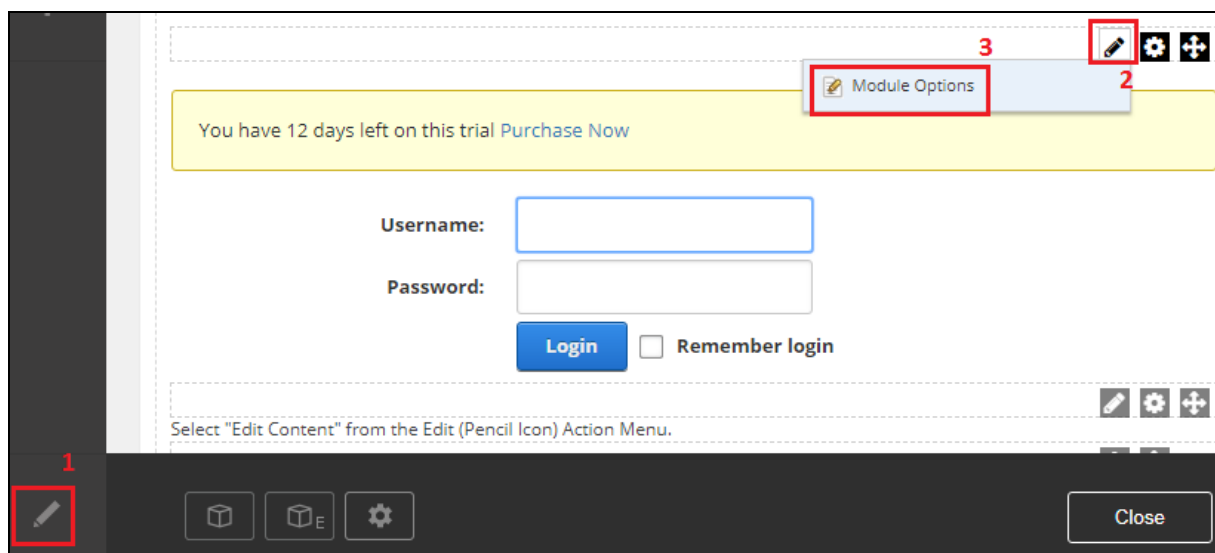 3
2
Module Options
You have 12 days left on this trial Purchase Now
Username:
Password:
Login Remember login
Select "Edit Content" from the Edit (Pencil Icon) Action Menu.
1
E
Close